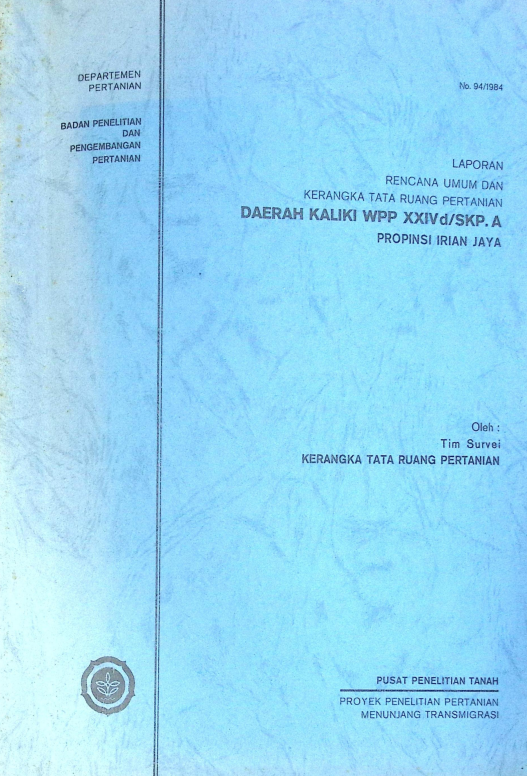 DEPARTEMEN
PERTANIAN
BADAN PENELITIAN
DAN
PENGEMBANGAN
PERTANIAN
No. 94/1984
LAPORAN
RENCANA UMUM DAN
KERANGKA TATA RUANG PERTANIAN
DAERAH KALIKI WPP XXIVd/SKP. A
PROPINSI IRIAN JAYA
Oleh :
Tim Survei
KERANGKA TATA RUANG PERTANIAN
PUSAT PENELITIAN TANAH
PROYEK PENELITIAN PERTANIAN
MENUNJANG TRANSMIGRASI